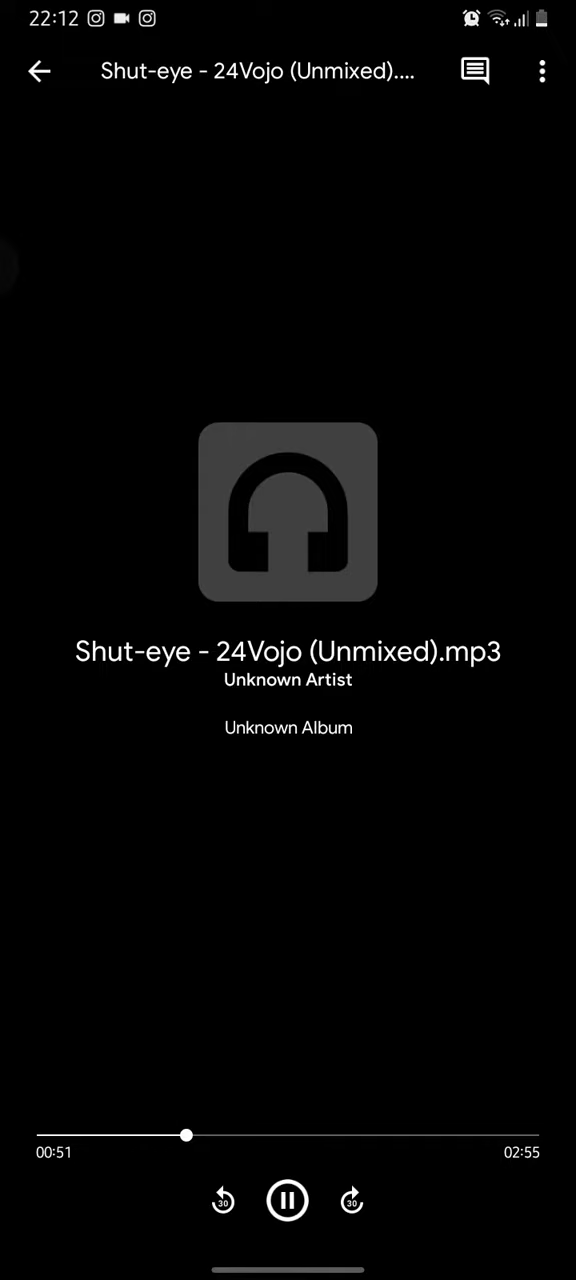 22:12
Shut-eye - 24Vojo (Unmixed)....
Shut-eye - 24Vojo (Unmixed).mp3
Unknown Artist
Unknown Album
00:51
02:55
30
30